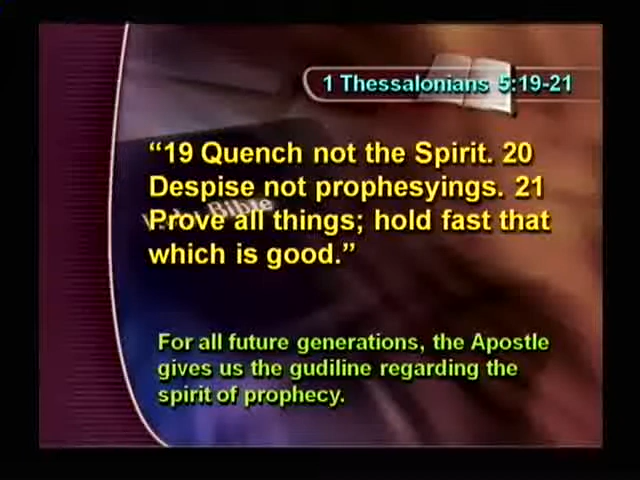 1 Thessalonians 5:19-21
“19 Quench not the Spirit. 20
Despise not prophesyings. 21
Prove all things; hold fast that
which is good.”
Holy Bible
For all future generations, the Apostle
gives us the gudiline regarding the
spirit of prophecy.